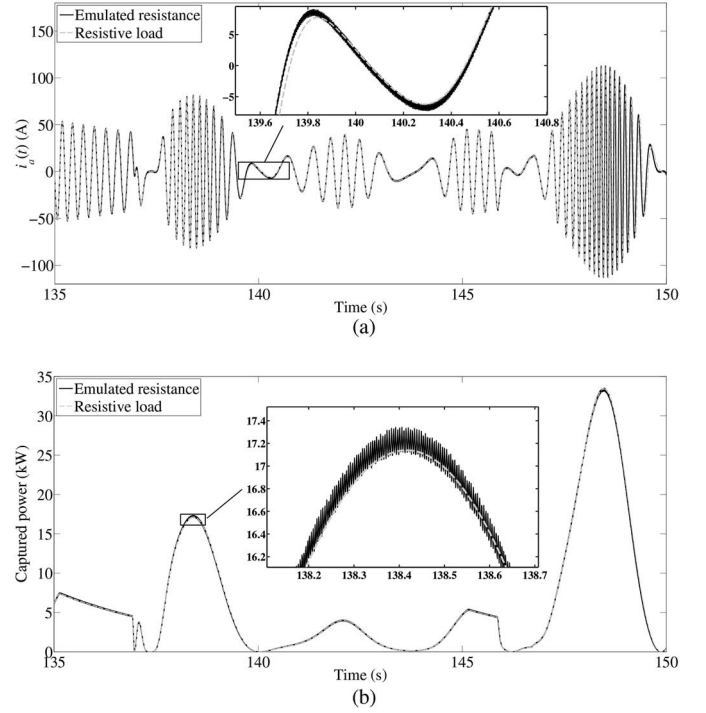 Emulated resistance
Resistive load
150
100
50
0
−50
−100
i_a(t) (A)
5
0
−5
139.6 139.8 140 140.2 140.4 140.6 140.8
135 140 145 150
Time (s)
(a)
Emulated resistance
Resistive load
35
30
25
20
15
10
5
0
Captured power (kW)
17.4
17.2
17
16.8
16.6
16.4
16.2
138.2 138.3 138.4 138.5 138.6 138.7
135 140 145 150
Time (s)
(b)